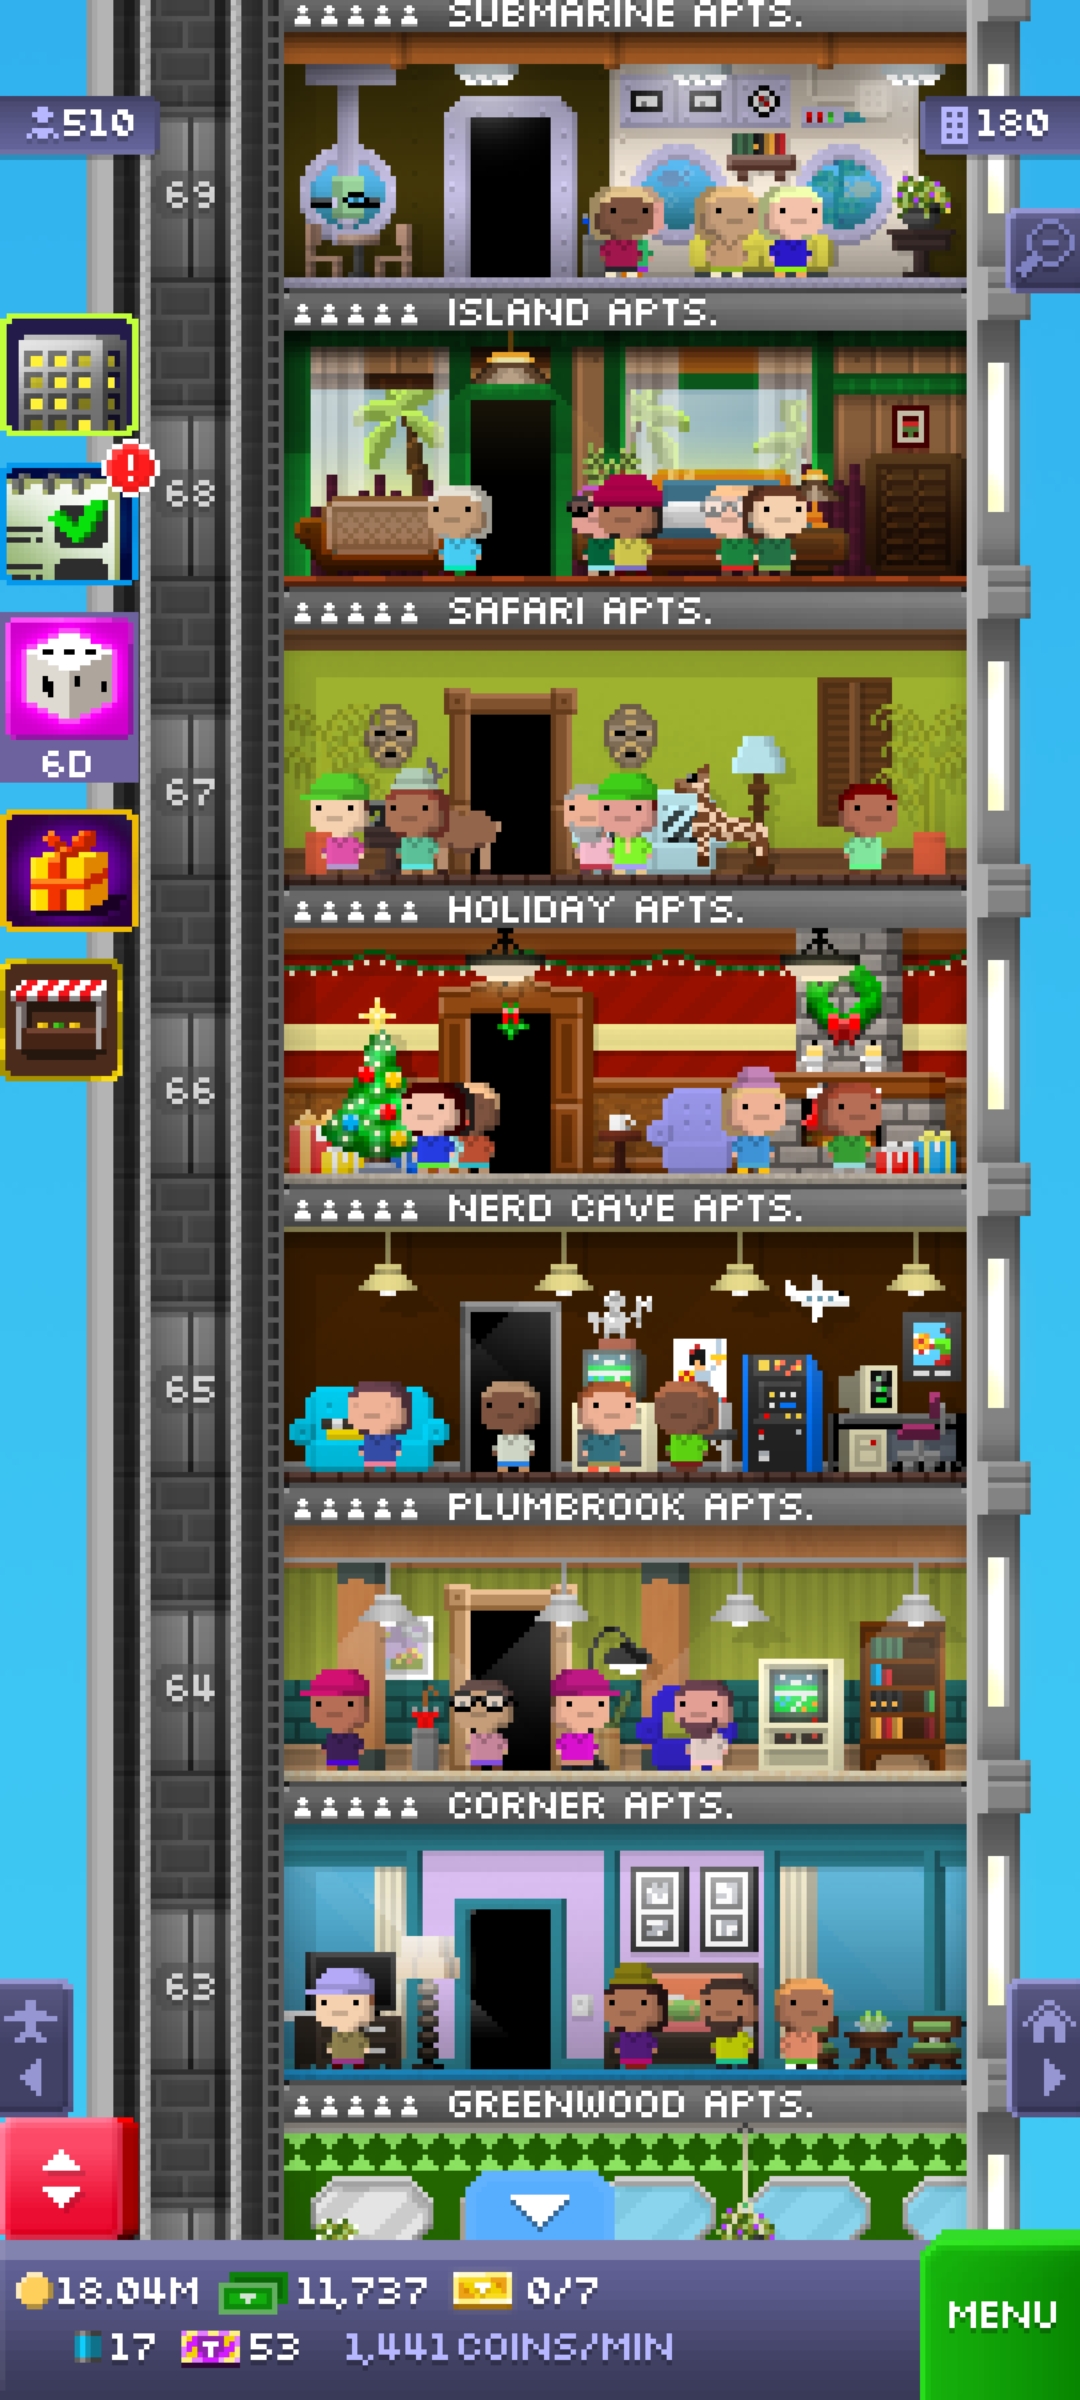 SUBMARINE APTS.
510
180
69
ISLAND APTS.
68
SAFARI APTS.
6D
67
HOLIDAY APTS.
66
NERD CAVE APTS.
65
PLUMBROOK APTS.
64
CORNER APTS.
63
GREENWOOD APTS.
18.04M 11,737 0/7
17 53 1,441 COINS/MIN
MENU